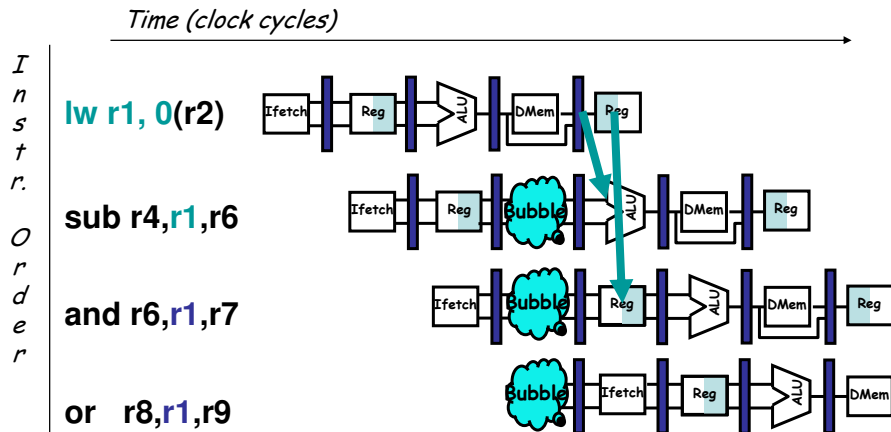 Time (clock cycles)
Instr. Order
lw r1, 0(r2)
Ifetch Reg ALU DMem Reg
sub r4,r1,r6
Ifetch Reg Bubble ALU DMem Reg
and r6,r1,r7
Ifetch Bubble Reg ALU DMem Reg
or r8,r1,r9
Bubble Ifetch Reg ALU DMem